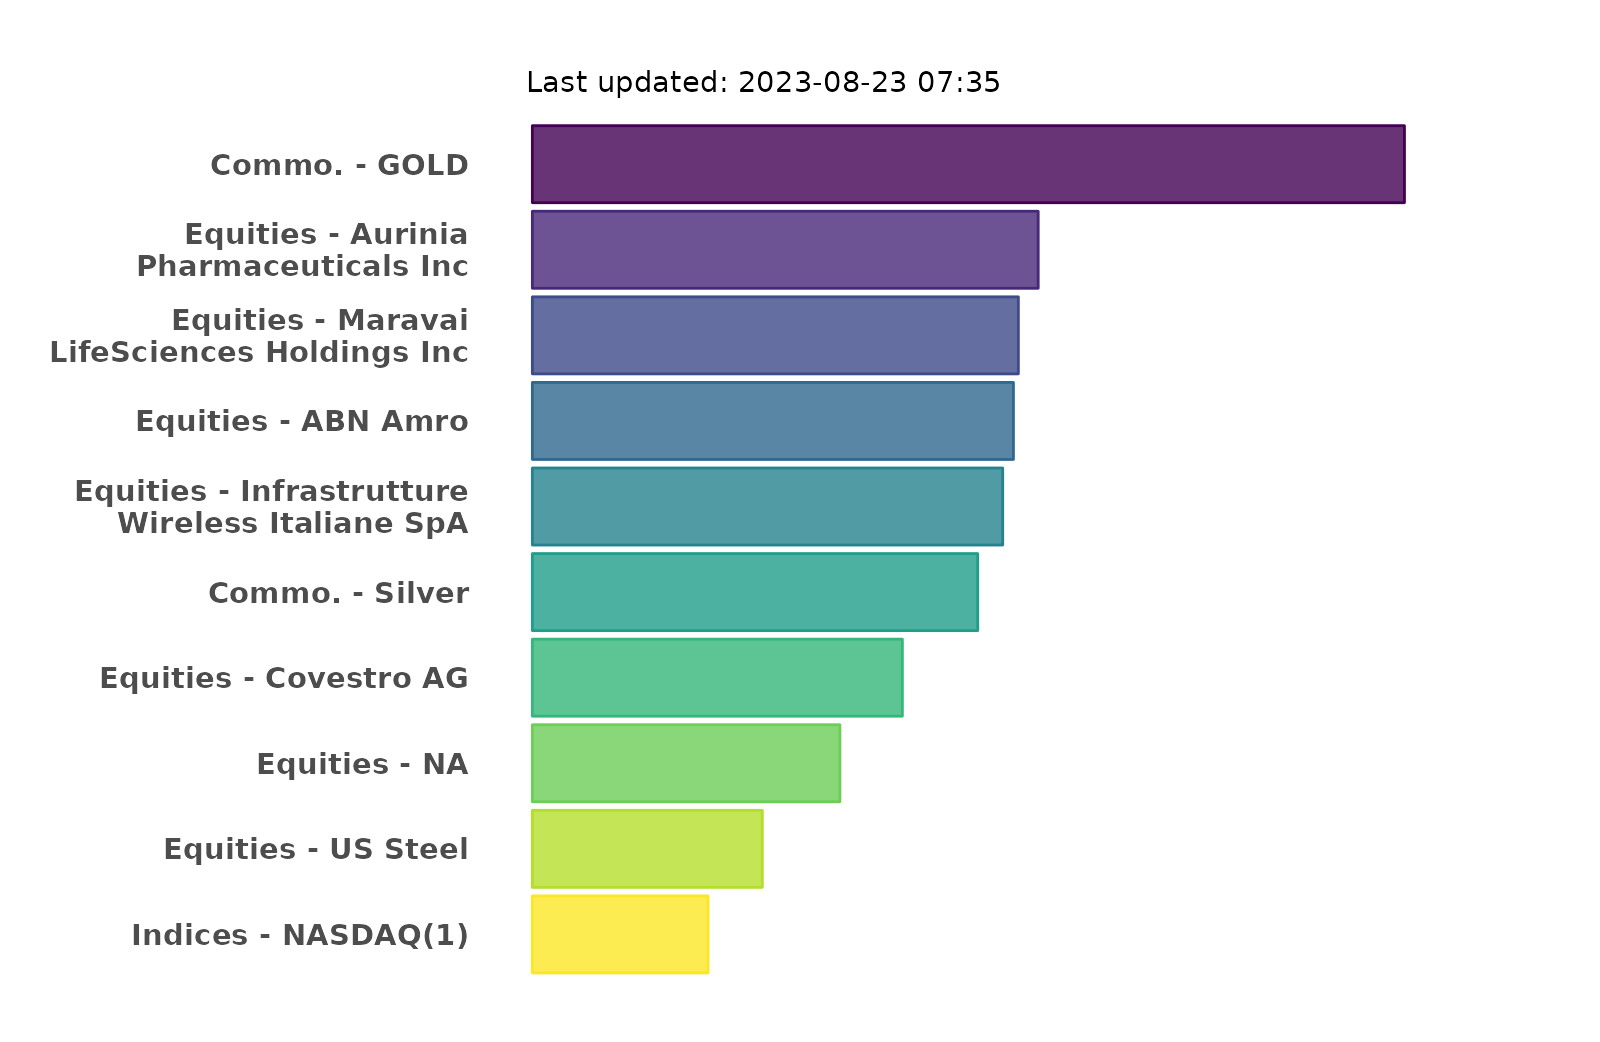 Last updated: 2023-08-23 07:35
Commo. - GOLD
Equities - Aurinia
Pharmaceuticals Inc
Equities - Maravai
LifeSciences Holdings Inc
Equities - ABN Amro
Equities - Infrastrutture
Wireless Italiane SpA
Commo. - Silver
Equities - Covestro AG
Equities - NA
Equities - US Steel
Indices - NASDAQ(1)